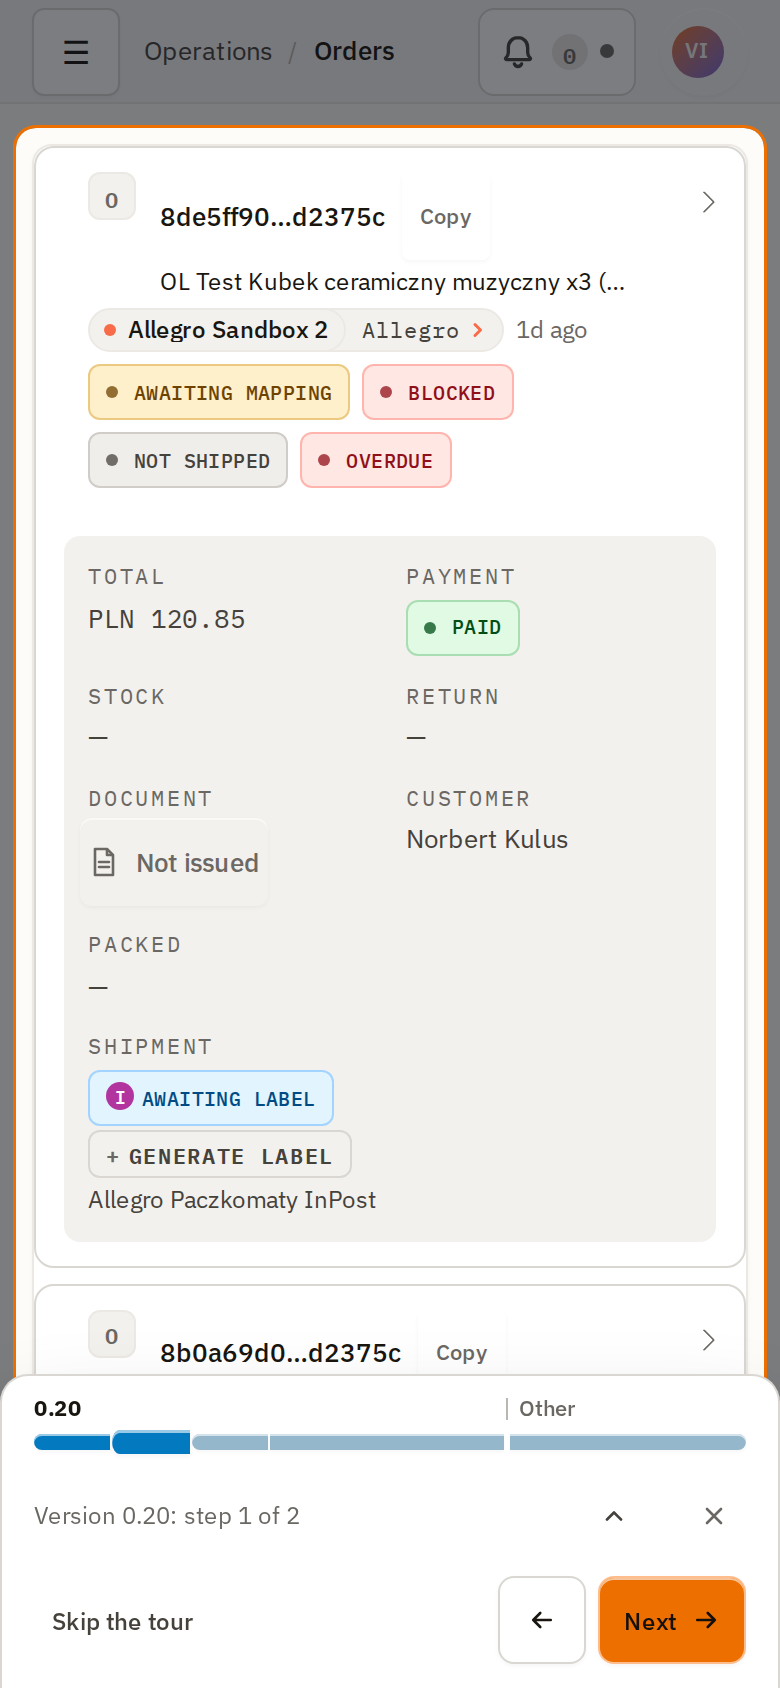 Operations / Orders
0
VI
0
8de5ff90...d2375c Copy
OL Test Kubek ceramiczny muzyczny x3 (...
Allegro Sandbox 2 Allegro 1d ago
AWAITING MAPPING BLOCKED
NOT SHIPPED OVERDUE
TOTAL PAYMENT
PLN 120.85 PAID
STOCK RETURN
— —
DOCUMENT CUSTOMER
Not issued Norbert Kulus
PACKED
—
SHIPMENT
I AWAITING LABEL
+ GENERATE LABEL
Allegro Paczkomaty InPost
0
8b0a69d0...d2375c Copy
0.20 Other
Version 0.20: step 1 of 2
Skip the tour Next